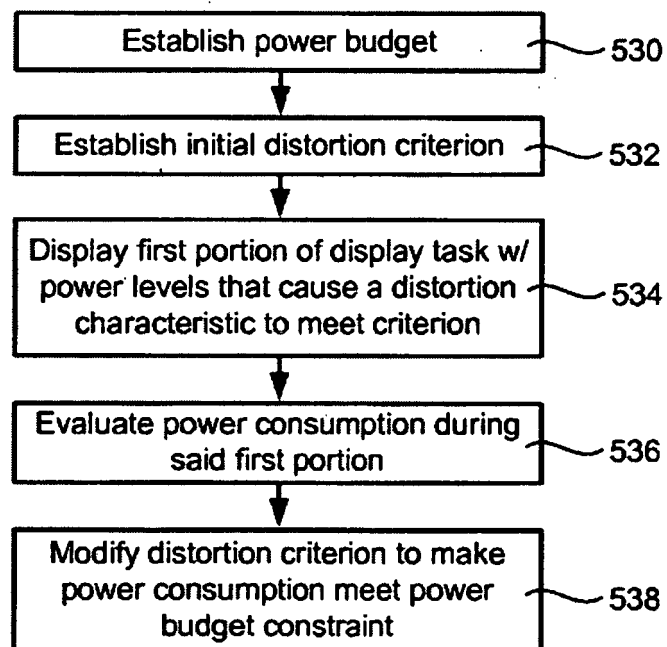 Establish power budget
530
Establish initial distortion criterion
532
Display first portion of display task w/
power levels that cause a distortion
characteristic to meet criterion
534
Evaluate power consumption during
said first portion
536
Modify distortion criterion to make
power consumption meet power
budget constraint
538